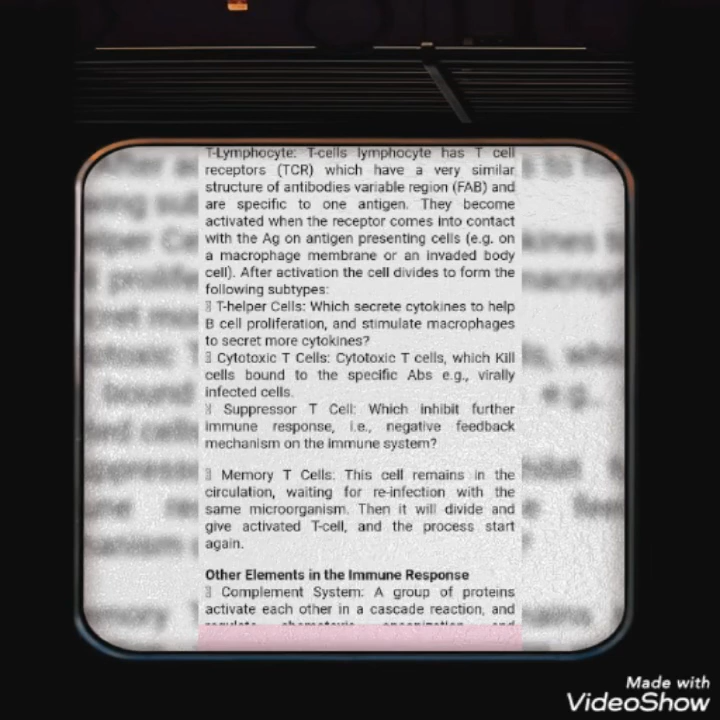 T-Lymphocyte: T-cells lymphocyte has T cell
receptors (TCR) which have a very similar
structure of antibodies variable region (FAB) and
are specific to one antigen. They become
activated when the receptor comes into contact
with the Ag on antigen presenting cells (e.g. on
a macrophage membrane or an invaded body
cell). After activation the cell divides to form the
following subtypes:
T-helper Cells: Which secrete cytokines to help
B cell proliferation, and stimulate macrophages
to secret more cytokines?
Cytotoxic T Cells: Cytotoxic T cells, which Kill
cells bound to the specific Abs e.g., virally
infected cells.
Suppressor T Cell: Which inhibit further
immune response, i.e., negative feedback
mechanism on the immune system?
Memory T Cells: This cell remains in the
circulation, waiting for re-infection with the
same microorganism. Then it will divide and
give activated T-cell, and the process start
again.
Other Elements in the Immune Response
Complement System: A group of proteins
activate each other in a cascade reaction, and
Made with
VideoShow